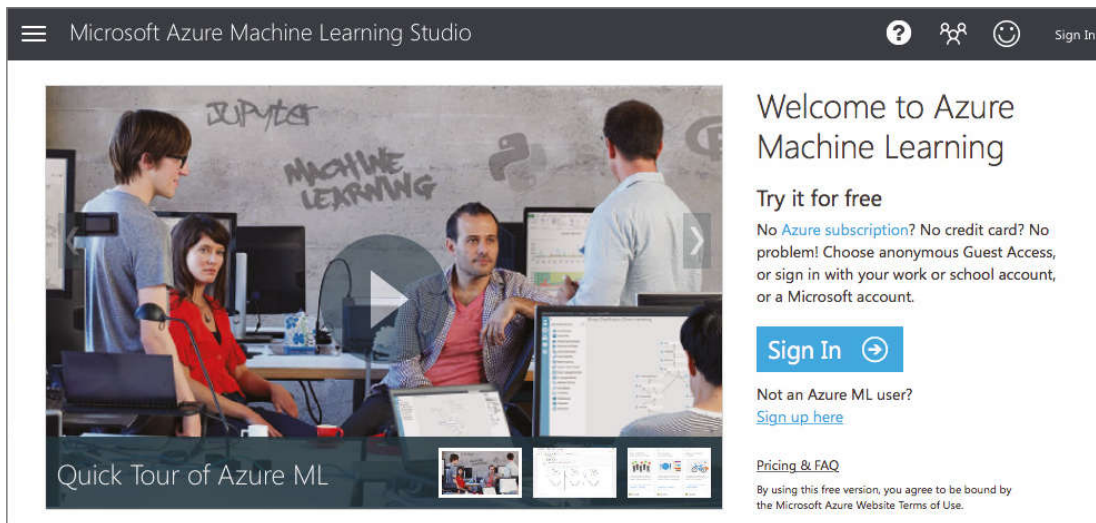 Microsoft Azure Machine Learning Studio
Sign In
JUPyter
MACHINE
LEARNING
Quick Tour of Azure ML
Welcome to Azure
Machine Learning
Try it for free
No Azure subscription? No credit card? No
problem! Choose anonymous Guest Access,
or sign in with your work or school account,
or a Microsoft account.
Sign In
Not an Azure ML user?
Sign up here
Pricing & FAQ
By using this free version, you agree to be bound by
the Microsoft Azure Website Terms of Use.